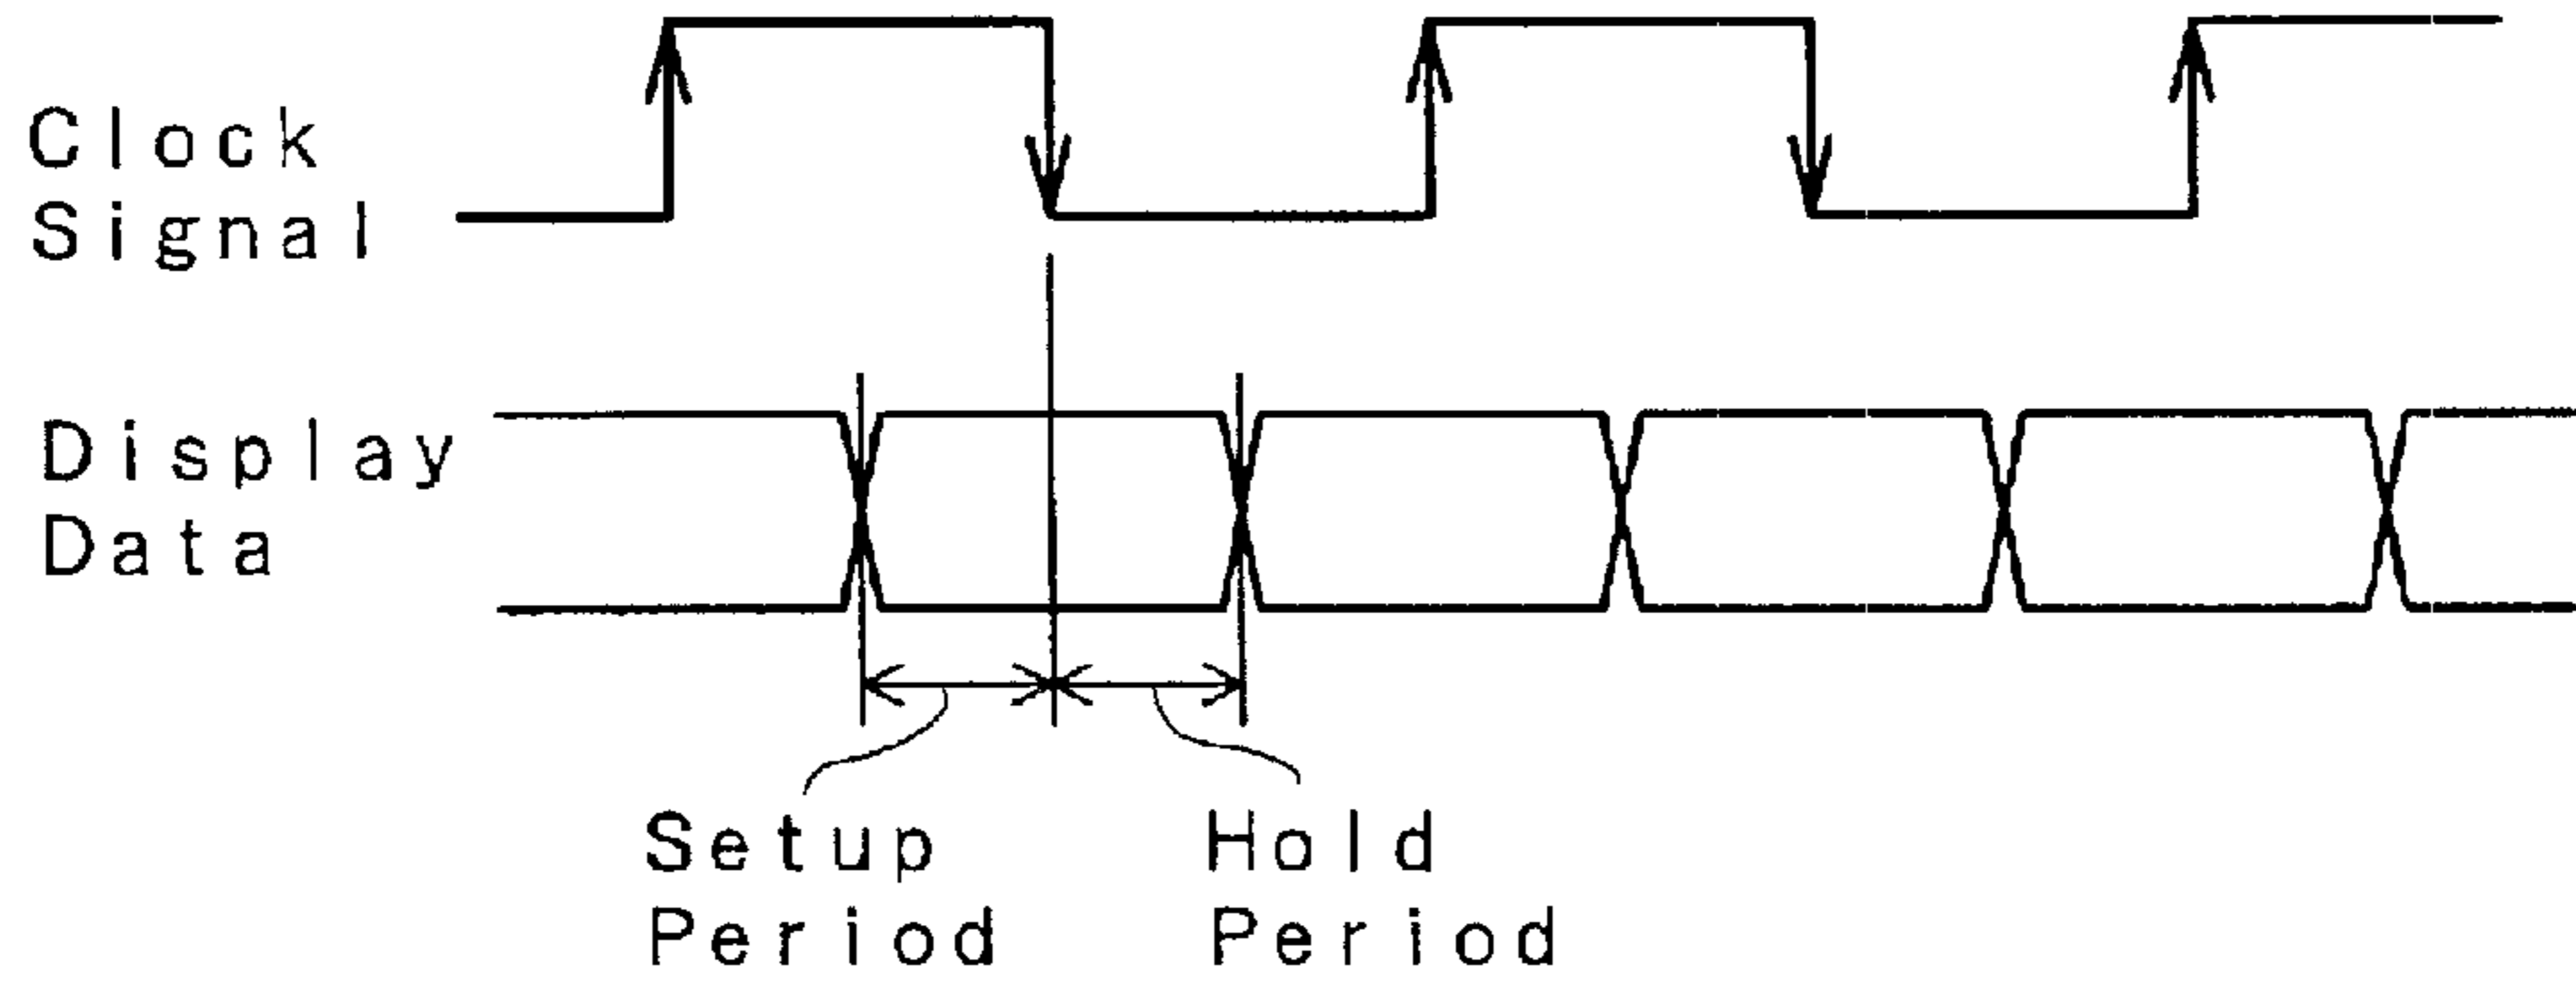 Clock
Signal
Display
Data
Setup
Period
Hold
Period